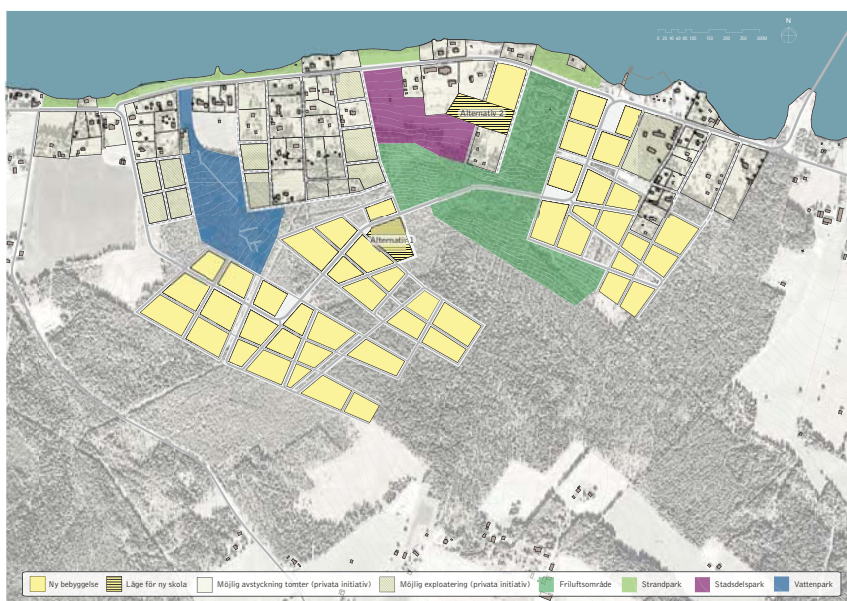 N
Alternativ 2
Alternativ 1
Ny bebyggelse
Läge för ny skola
Möjlig avstyckning tomter (privata initiativ)
Möjlig exploatering (privata initiativ)
Friluftsområde
Strandpark
Stadsdelspark
Vattenpark